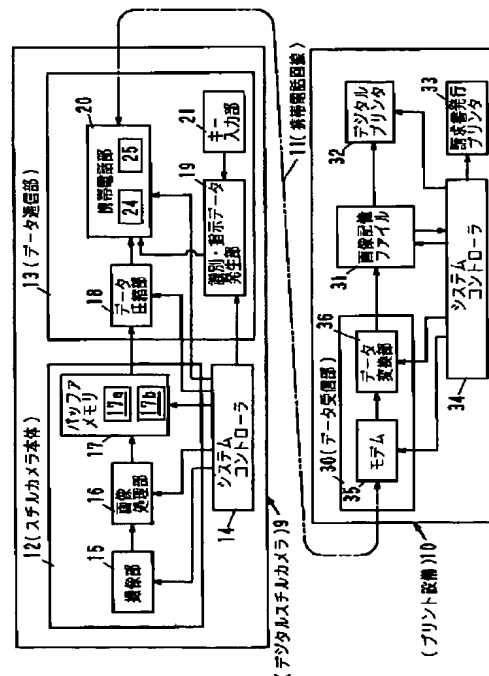 12(スチルカメラ本体)
15
撮像部
16
画像
処理部
17
バッファ
メモリ
17a
17b
13(データ通信部)
18
データ
圧縮部
20
携帯電話部
24
25
19
識別・指示データ
発生部
21
キー
入力部
システム
コントローラ
14
(デジタルスチルカメラ)9
11(携帯電話回線)
30(データ受信部)
35
モデム
36
データ
変換部
31
画像記憶
ファイル
32
デジタル
プリンタ
33
請求書発行
プリンタ
システム
コントローラ
34
(プリント設備)10